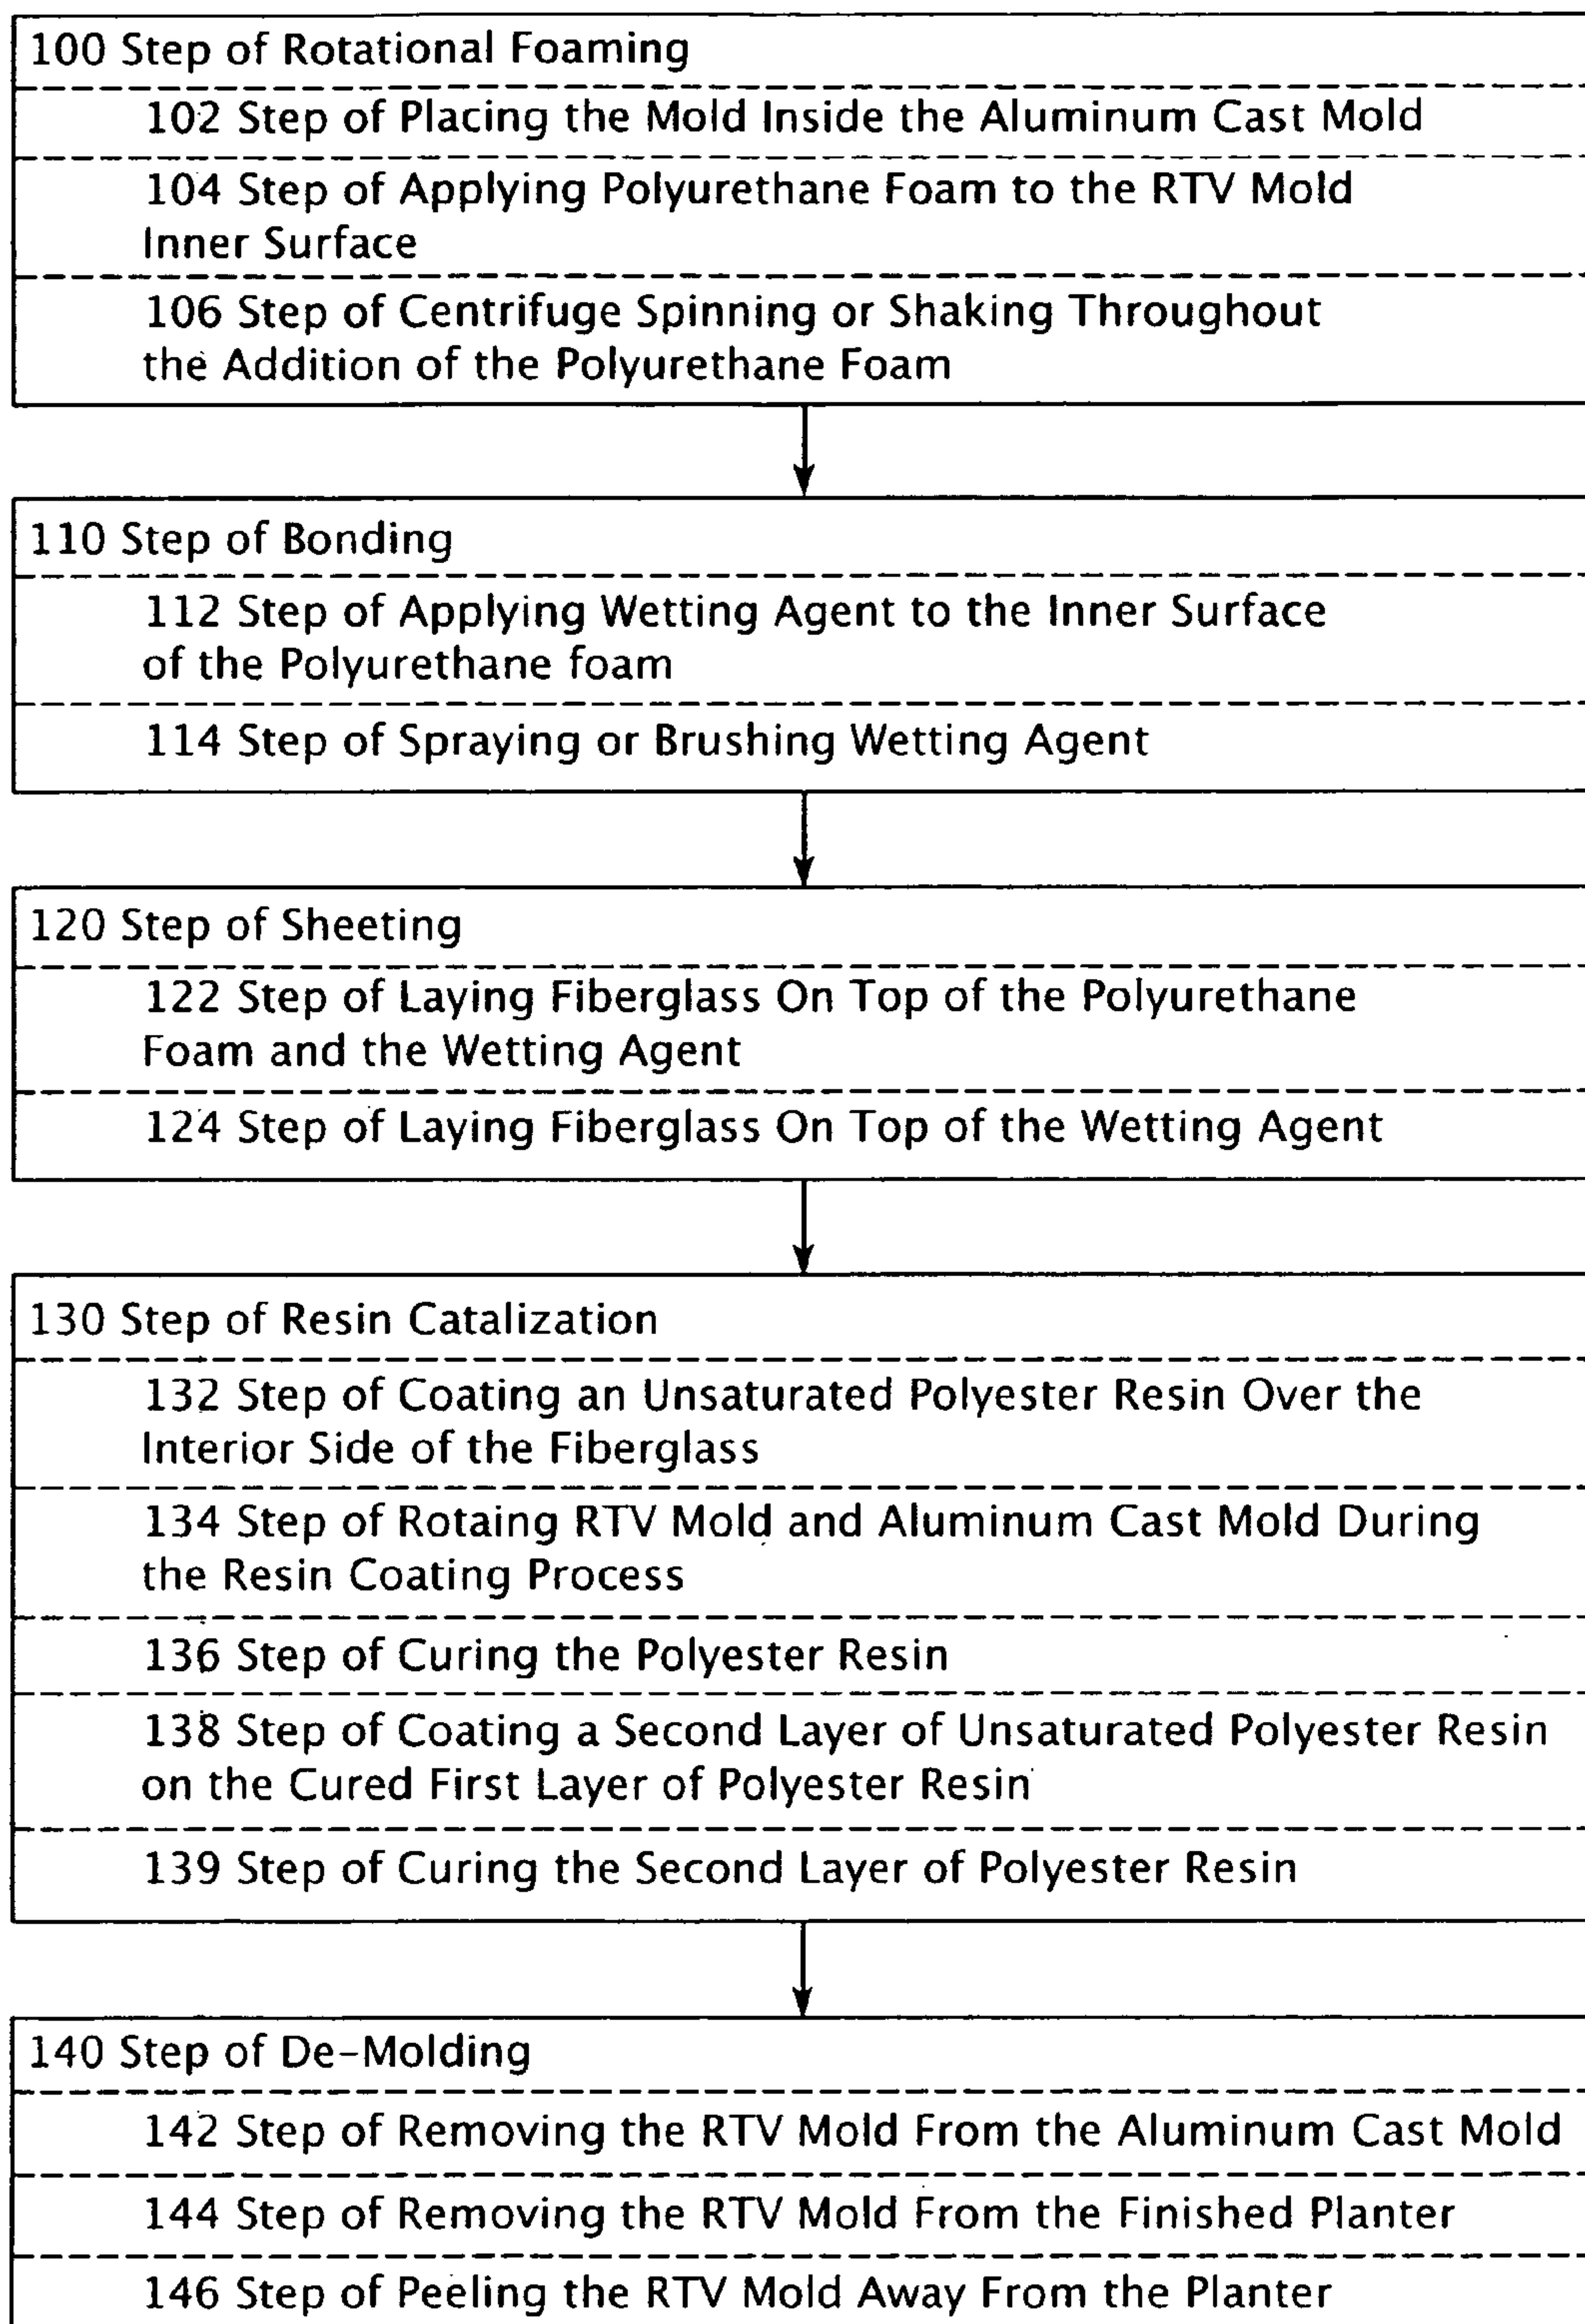 100 Step of Rotational Foaming
102 Step of Placing the Mold Inside the Aluminum Cast Mold
104 Step of Applying Polyurethane Foam to the RTV Mold
Inner Surface
106 Step of Centrifuge Spinning or Shaking Throughout
the Addition of the Polyurethane Foam
110 Step of Bonding
112 Step of Applying Wetting Agent to the Inner Surface
of the Polyurethane foam
114 Step of Spraying or Brushing Wetting Agent
120 Step of Sheeting
122 Step of Laying Fiberglass On Top of the Polyurethane
Foam and the Wetting Agent
124 Step of Laying Fiberglass On Top of the Wetting Agent
130 Step of Resin Catalization
132 Step of Coating an Unsaturated Polyester Resin Over the
Interior Side of the Fiberglass
134 Step of Rotaing RTV Mold and Aluminum Cast Mold During
the Resin Coating Process
136 Step of Curing the Polyester Resin
138 Step of Coating a Second Layer of Unsaturated Polyester Resin
on the Cured First Layer of Polyester Resin
139 Step of Curing the Second Layer of Polyester Resin
140 Step of De-Molding
142 Step of Removing the RTV Mold From the Aluminum Cast Mold
144 Step of Removing the RTV Mold From the Finished Planter
146 Step of Peeling the RTV Mold Away From the Planter